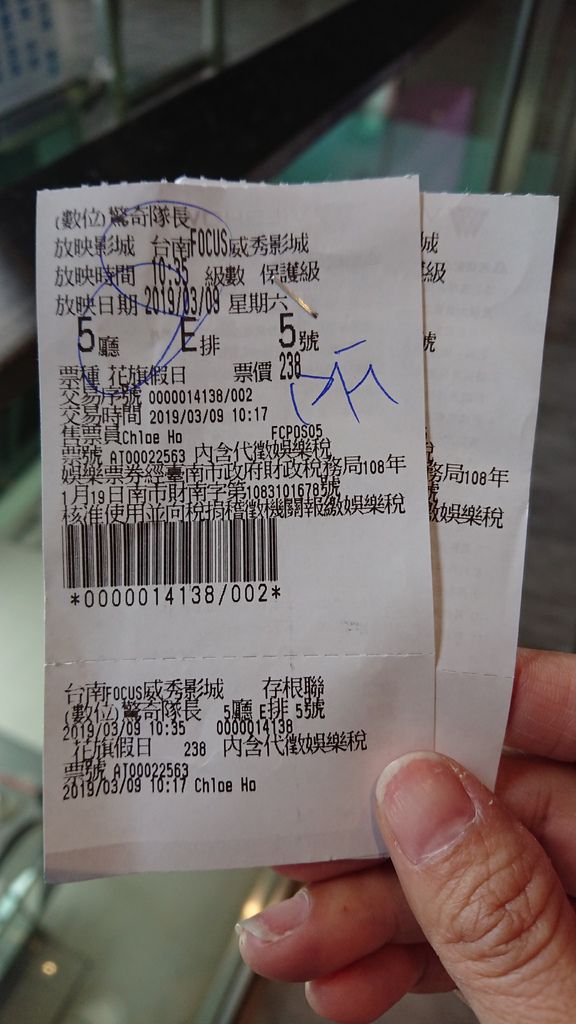 (數位)驚奇隊長
放映影城 台南FOCUS威秀影城
放映時間 10:35 級數 保護級
放映日期 2019/03/09 星期六
5廳 E排 5號
票種 花旗假日 票價 238
交易序號 0000014138/002
交易時間 2019/03/09 10:17
售票員Chloe Ho FCPOS05
票號 AT00022563 內含代徵娛樂稅
娛樂票券經臺南市政府財政稅務局108年
1月19日南市財南字第1083101678號
核准使用並向稅捐稽徵機關報繳娛樂稅
*0000014138/002*
台南FOCUS威秀影城 存根聯
(數位)驚奇隊長 5廳 E排 5號
2019/03/09 10:35 0000014138
花旗假日 238 內含代徵娛樂稅
票號 AT00022563
2019/03/09 10:17 Chloe Ho
城
級
號
務局108年
號
徵娛樂稅